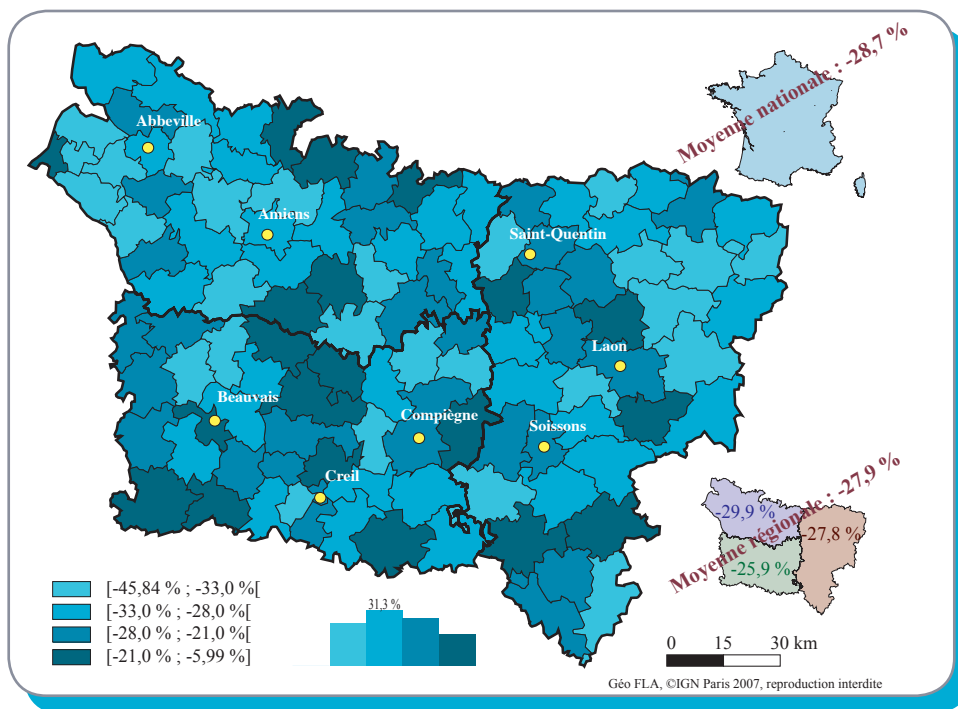 Moyenne nationale : -28,7 %
Abbeville
Amiens
Saint-Quentin
Laon
Beauvais
Compiègne
Soissons
Creil
Moyenne régionale : -27,9 %
-29,9 %
-27,8 %
-25,9 %
[-45,84 % ; -33,0 %[
[-33,0 % ; -28,0 %[
[-28,0 % ; -21,0 %[
[-21,0 % ; -5,99 %]
31,3 %
0 15 30 km
Géo FLA, ©IGN Paris 2007, reproduction interdite